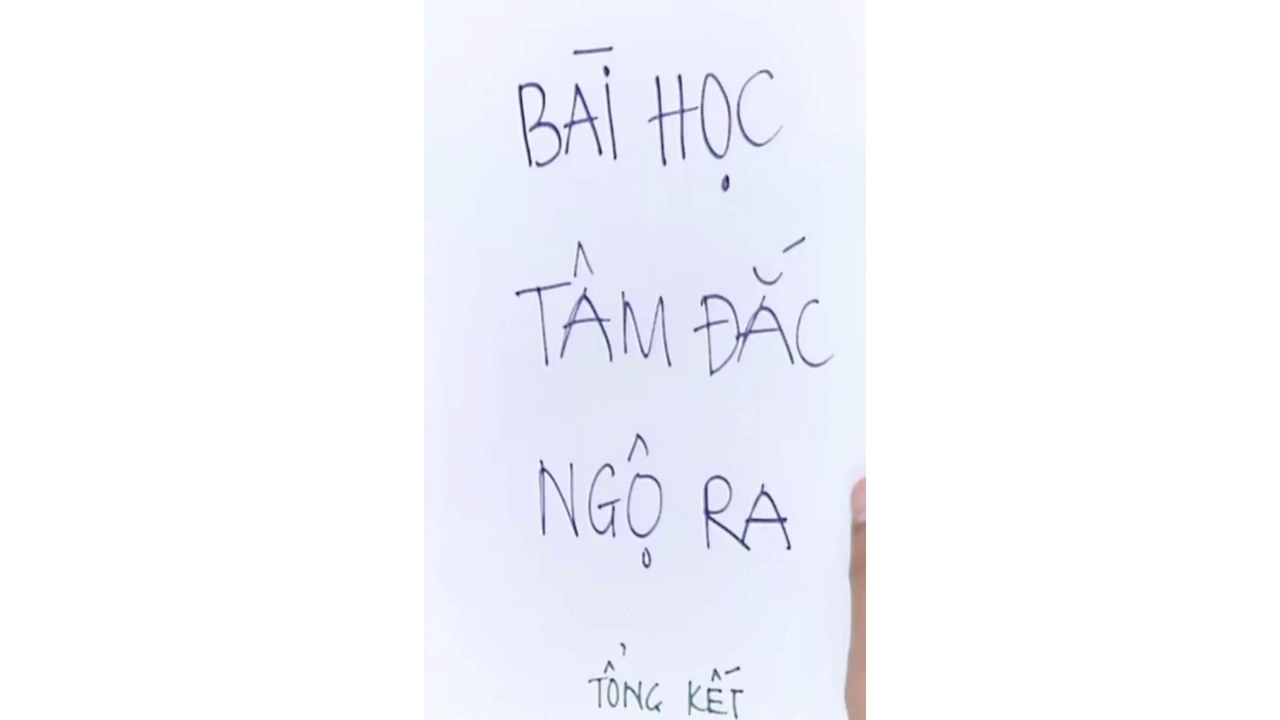 BÀI HỌC
TÂM ĐẮC
NGỘ RA
TỔNG KẾT